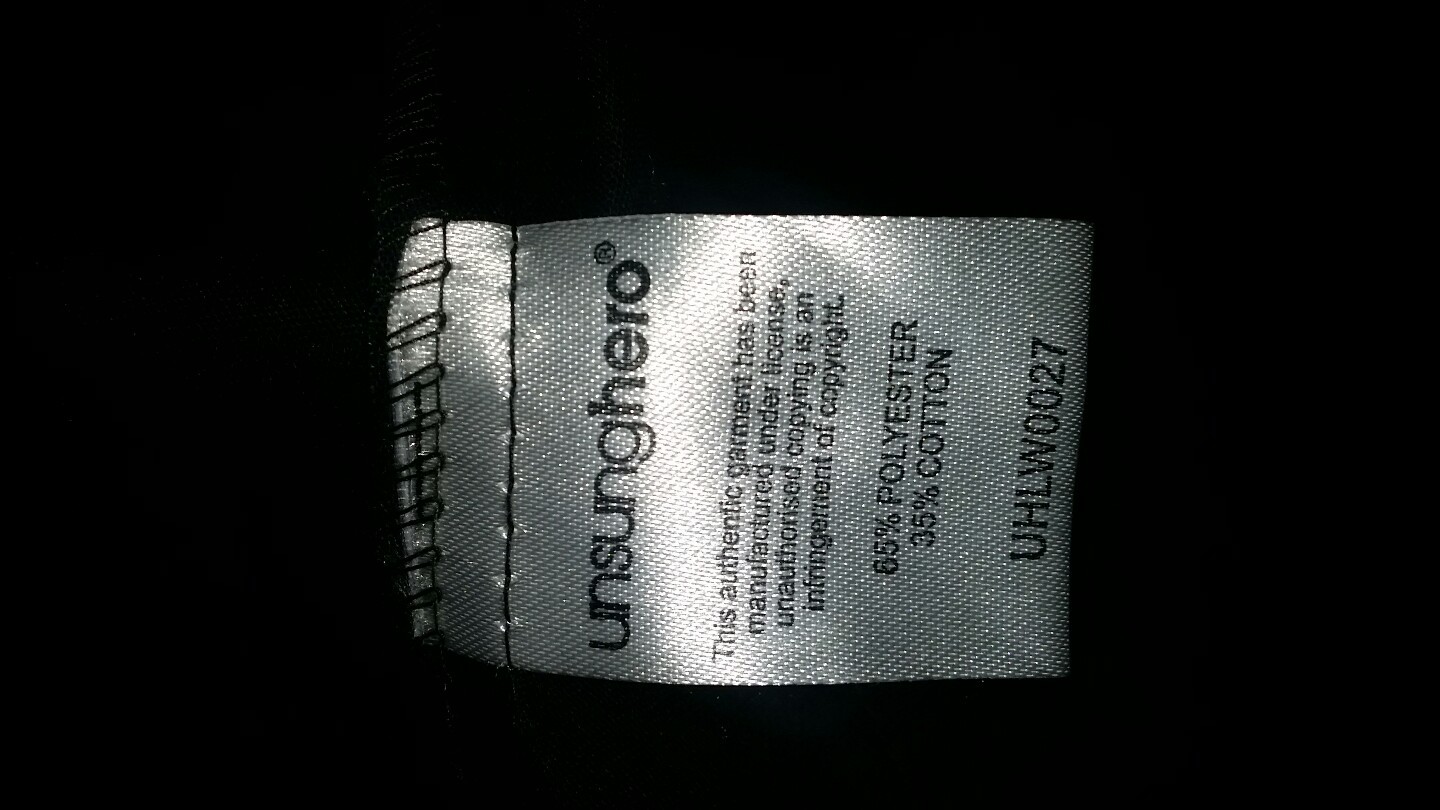 unsunghero®
This authentic garment has been
manufactured under license,
unauthorised copying is an
infringement of copyright.
65% POLYESTER
35% COTTON
UHLW0027